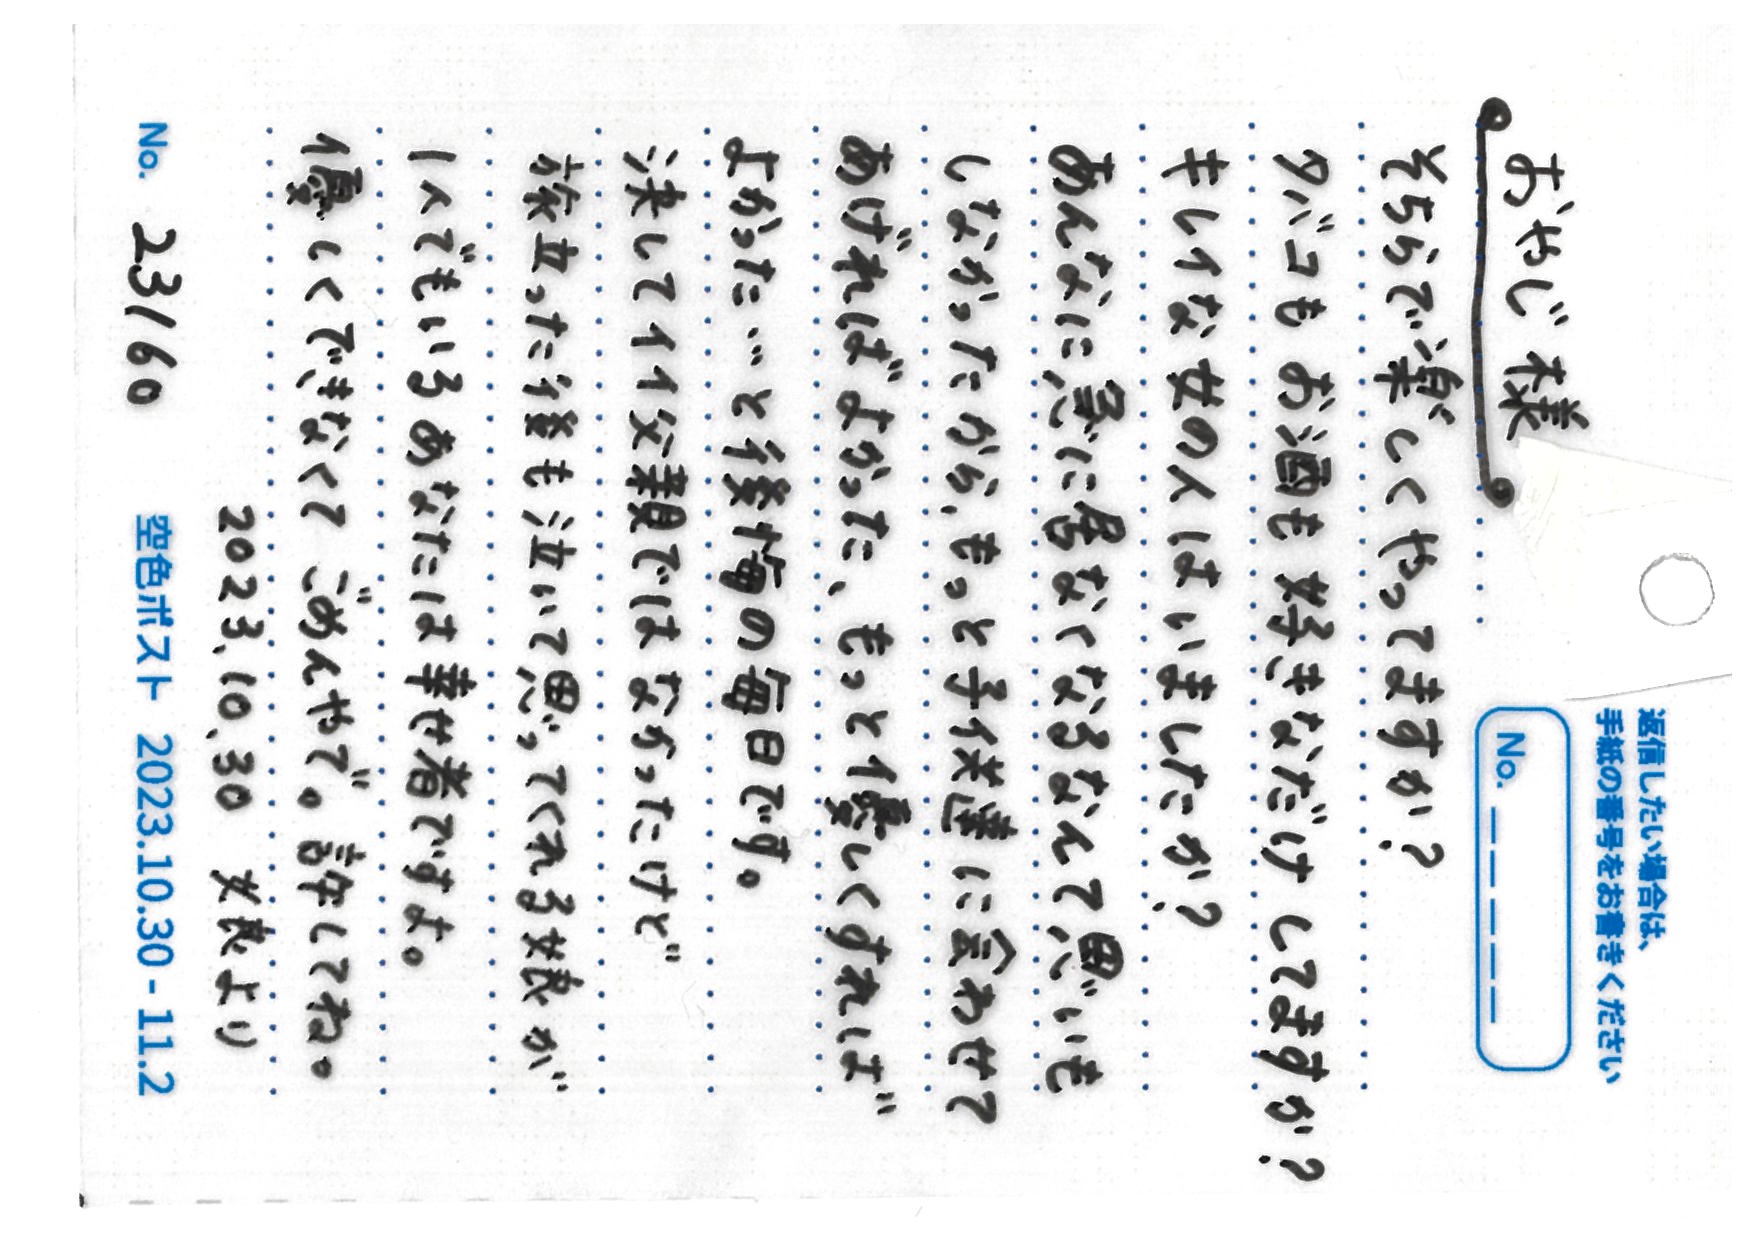 返信したい場合は、
手紙の番号をお書きください
No. _ _ _ _ _
おやじ様
そちらで楽しくやってますか?
タバコも お酒も 好きなだけ してますか?
キレイな 女の人はいましたか?
あんなに急に居なくなるなんて思いも
しなかったから、もっと子供達に会わせて
あげればよかった、もっと優しくすれば
よかった…と後悔の毎日です。
決してイイ父親ではなかったけど
旅立った後も泣いて思ってくれる娘が
1人でもいるあなたは幸せ者ですよ。
優しくできなくて ごめんやで。許してね。
2023.10.30 娘より
No. 23160
空色ポスト 2023.10.30 - 11.2